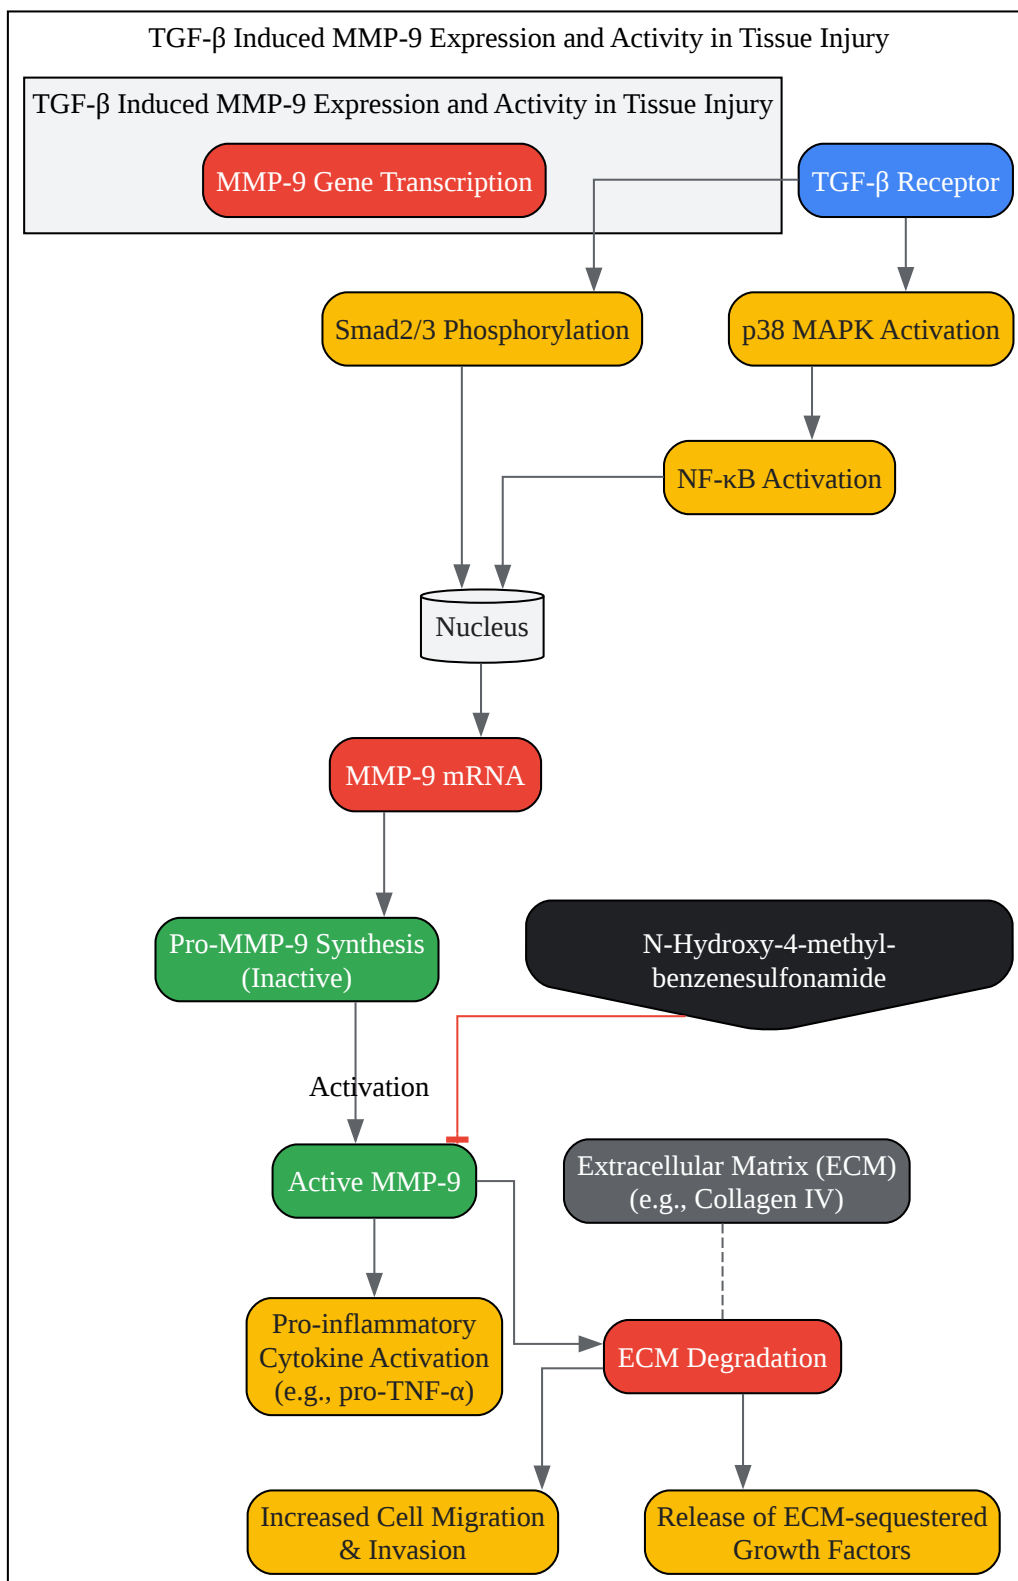 TGF-β Induced MMP-9 Expression and Activity in Tissue Injury
TGF-β Induced MMP-9 Expression and Activity in Tissue Injury
MMP-9 Gene Transcription
TGF-β Receptor
Smad2/3 Phosphorylation
p38 MAPK Activation
NF-κB Activation
Nucleus
MMP-9 mRNA
Pro-MMP-9 Synthesis
(Inactive)
N-Hydroxy-4-methyl-
benzenesulfonamide
Activation
Active MMP-9
Extracellular Matrix (ECM)
(e.g., Collagen IV)
Pro-inflammatory
Cytokine Activation
(e.g., pro-TNF-α)
ECM Degradation
Increased Cell Migration
& Invasion
Release of ECM-sequestered
Growth Factors